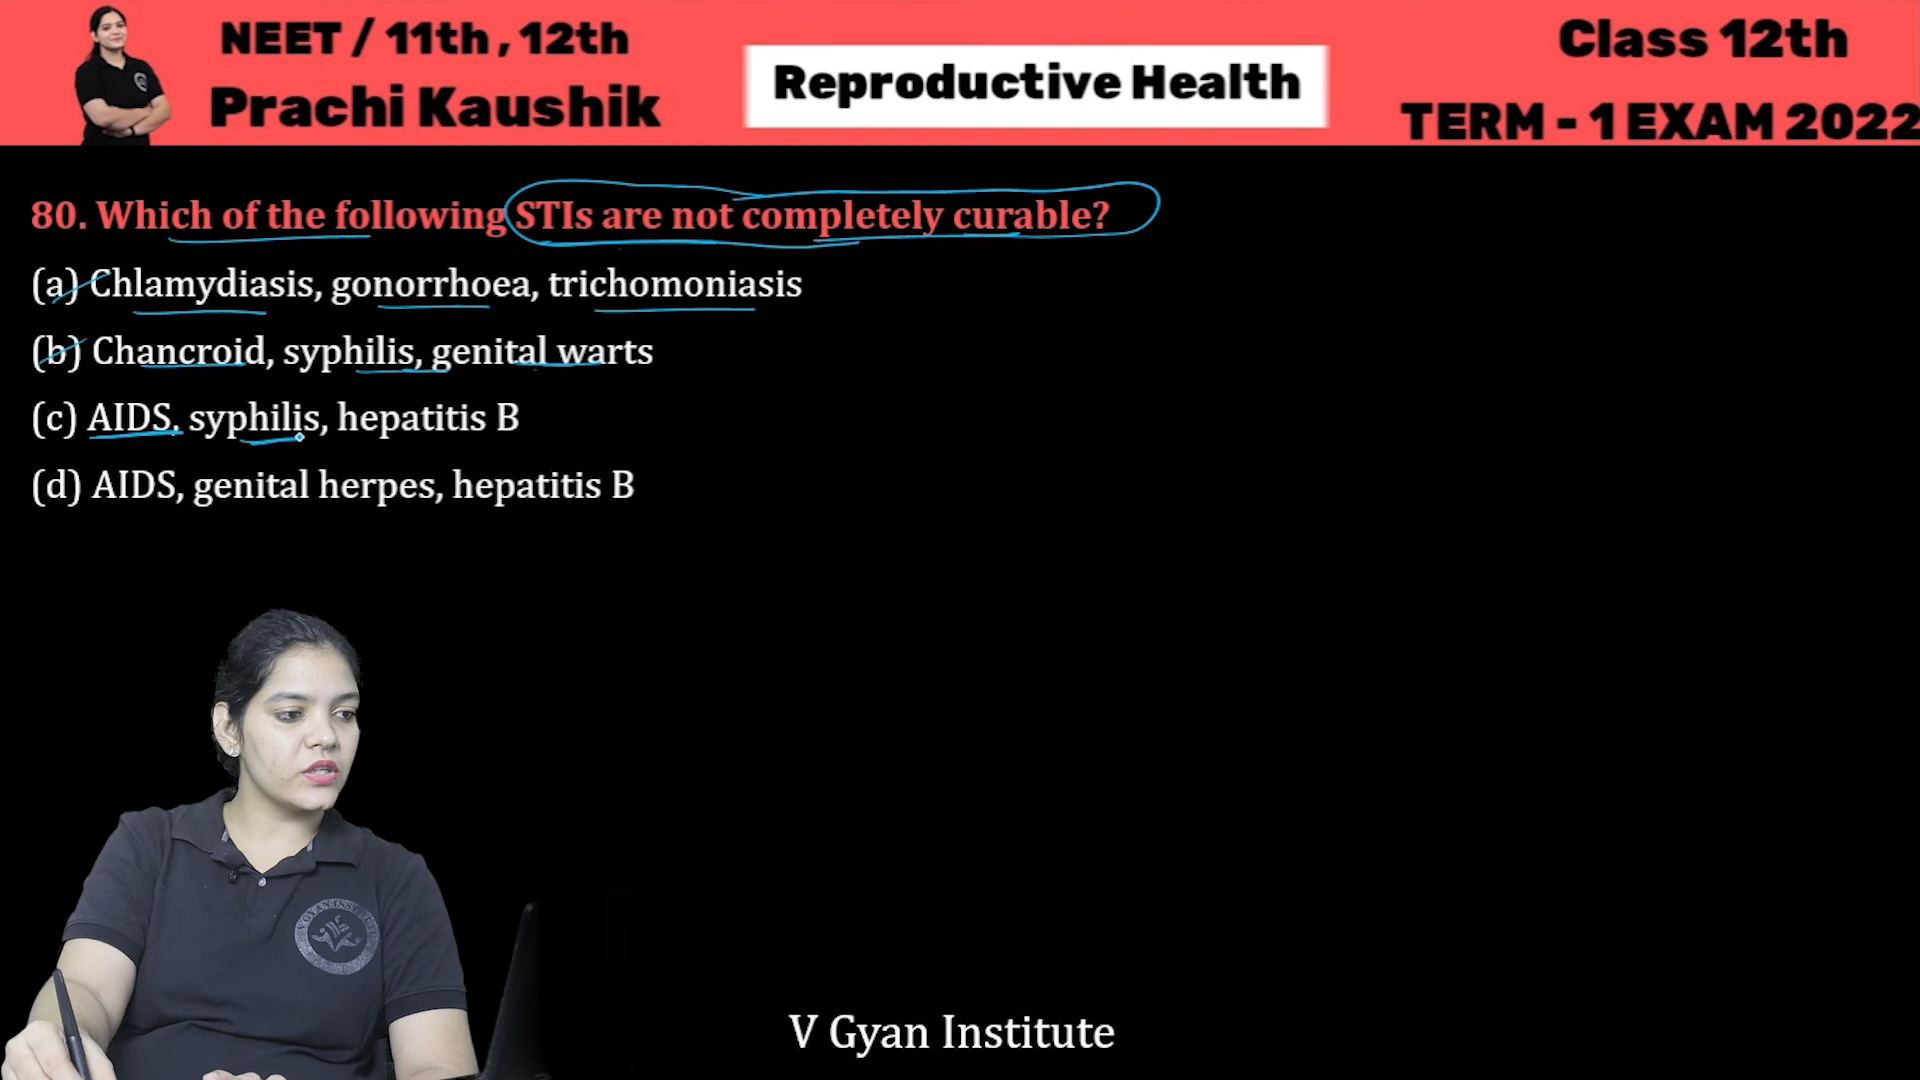 NEET / 11th , 12th
Prachi Kaushik
Reproductive Health
Class 12th
TERM - 1 EXAM 2022
80. Which of the following STIs are not completely curable?
(a) Chlamydiasis, gonorrhoea, trichomoniasis
(b) Chancroid, syphilis, genital warts
(c) AIDS, syphilis, hepatitis B
(d) AIDS, genital herpes, hepatitis B
V Gyan Institute